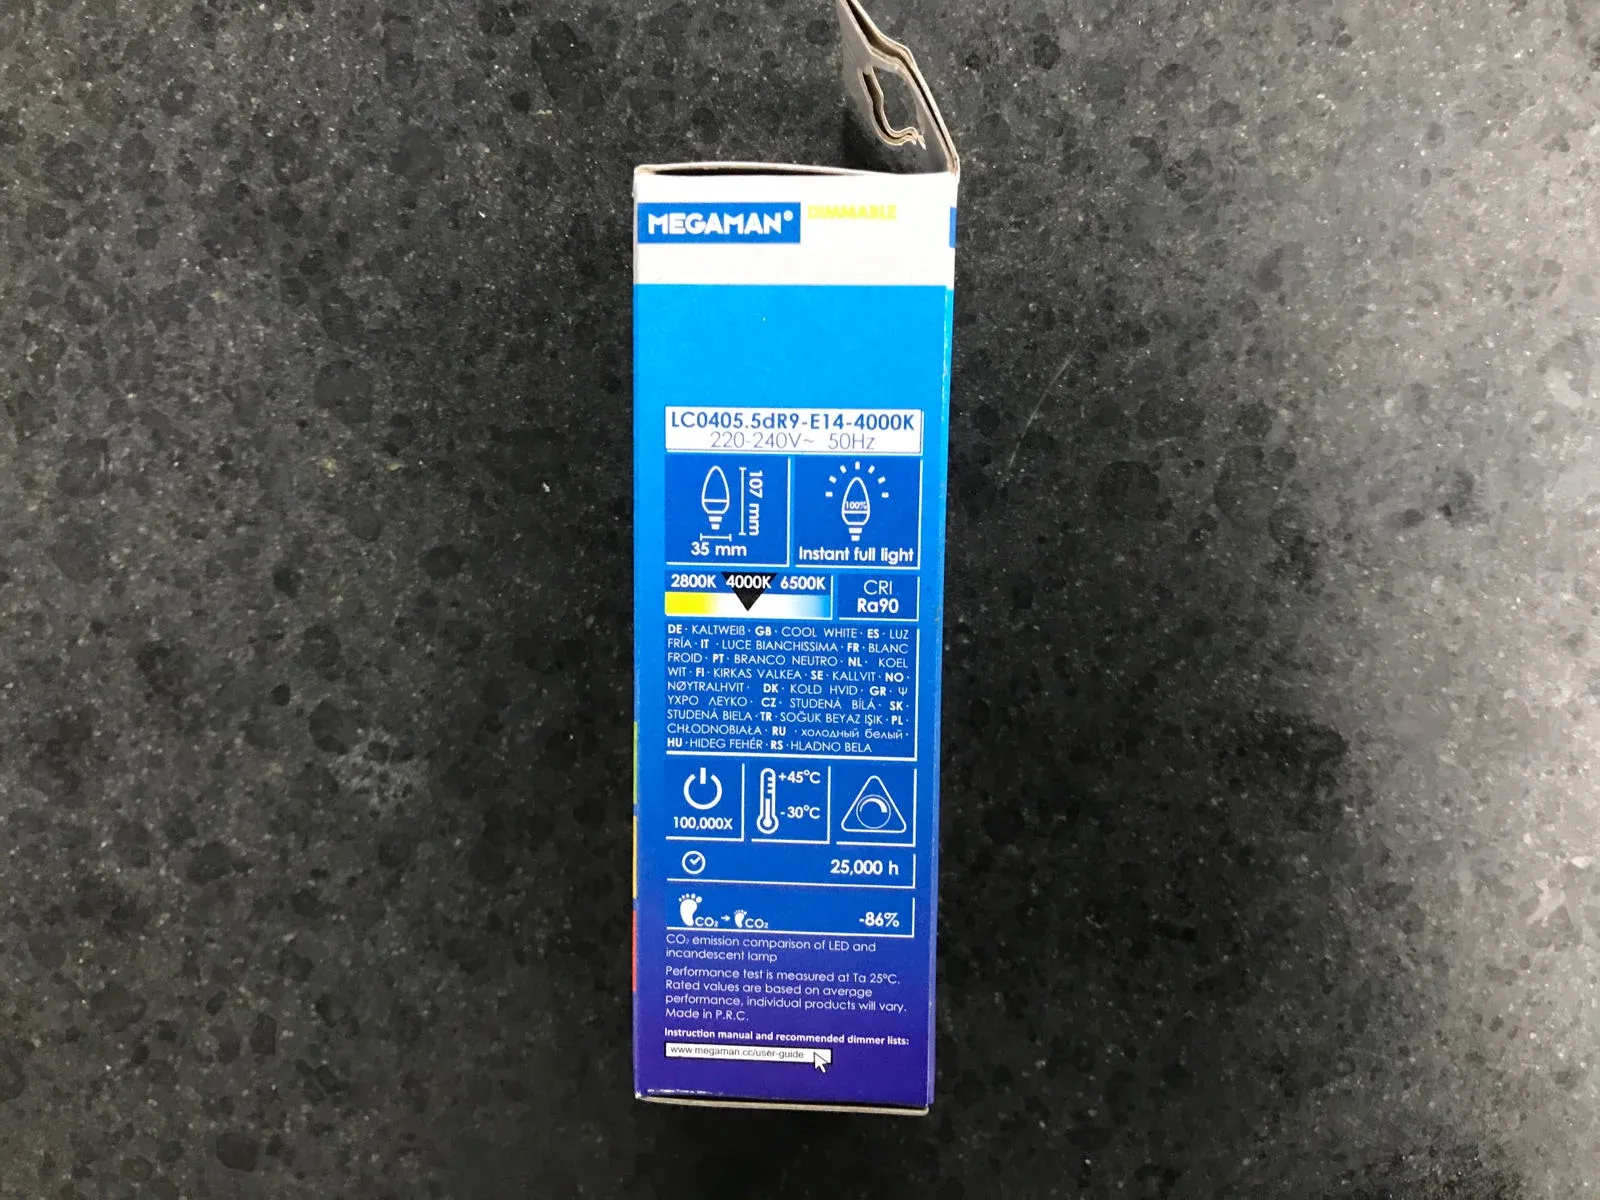 MEGAMAN®
DIMMABLE
LC0405.5dR9-E14-4000K
220-240V~ 50Hz
107 mm
35 mm
100%
Instant full light
2800K 4000K 6500K
CRI
Ra90
DE · KALTWEIß · GB · COOL WHITE · ES · LUZ
FRÍA · IT · LUCE BIANCHISSIMA · FR · BLANC
FROID · PT · BRANCO NEUTRO · NL · KOEL
WIT · FI · KIRKAS VALKEA · SE · KALLVIT · NO ·
NØYTRALHVIT · DK · KOLD HVID · GR · Ψ
ΥΧΡΟ ΛΕΥΚΟ · CZ · STUDENÁ BÍLÁ · SK ·
STUDENÁ BIELA · TR · SOĞUK BEYAZ IŞIK · PL ·
CHŁODNOBIAŁA · RU · холодный белый ·
HU · HIDEG FEHÉR · RS · HLADNO BELA
100,000X
+45°C
-30°C
25,000 h
CO₂ → CO₂ -86%
CO₂ emission comparison of LED and
incandescent lamp
Performance test is measured at Ta 25°C.
Rated values are based on average
performance, individual products will vary.
Made in P.R.C.
Instruction manual and recommended dimmer lists:
www.megaman.cc/user-guide